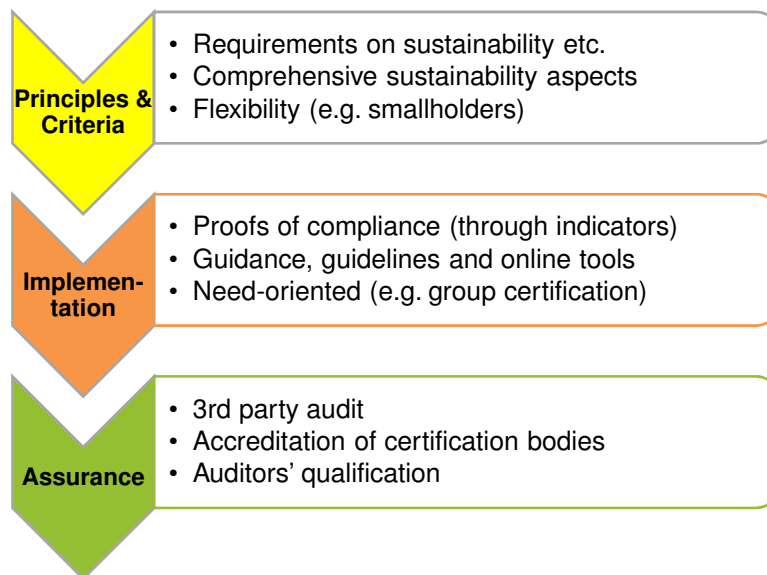 Principles &
Criteria
• Requirements on sustainability etc.
• Comprehensive sustainability aspects
• Flexibility (e.g. smallholders)
Implemen-
tation
• Proofs of compliance (through indicators)
• Guidance, guidelines and online tools
• Need-oriented (e.g. group certification)
Assurance
• 3rd party audit
• Accreditation of certification bodies
• Auditors' qualification